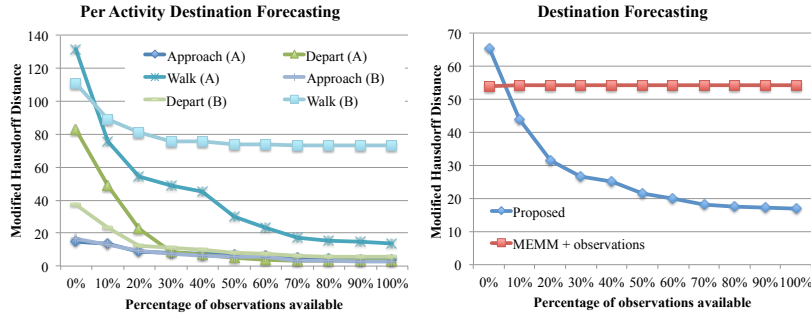 Per Activity Destination Forecasting
Modified Hausdorff Distance
140
120
100
80
60
40
20
0
Approach (A)
Depart (A)
Walk (A)
Approach (B)
Depart (B)
Walk (B)
0% 10% 20% 30% 40% 50% 60% 70% 80% 90% 100%
Percentage of observations available
Destination Forecasting
Modified Hausdorff Distance
70
60
50
40
30
20
10
0
Proposed
MEMM + observations
0% 10% 20% 30% 40% 50% 60% 70% 80% 90% 100%
Percentage of observations available